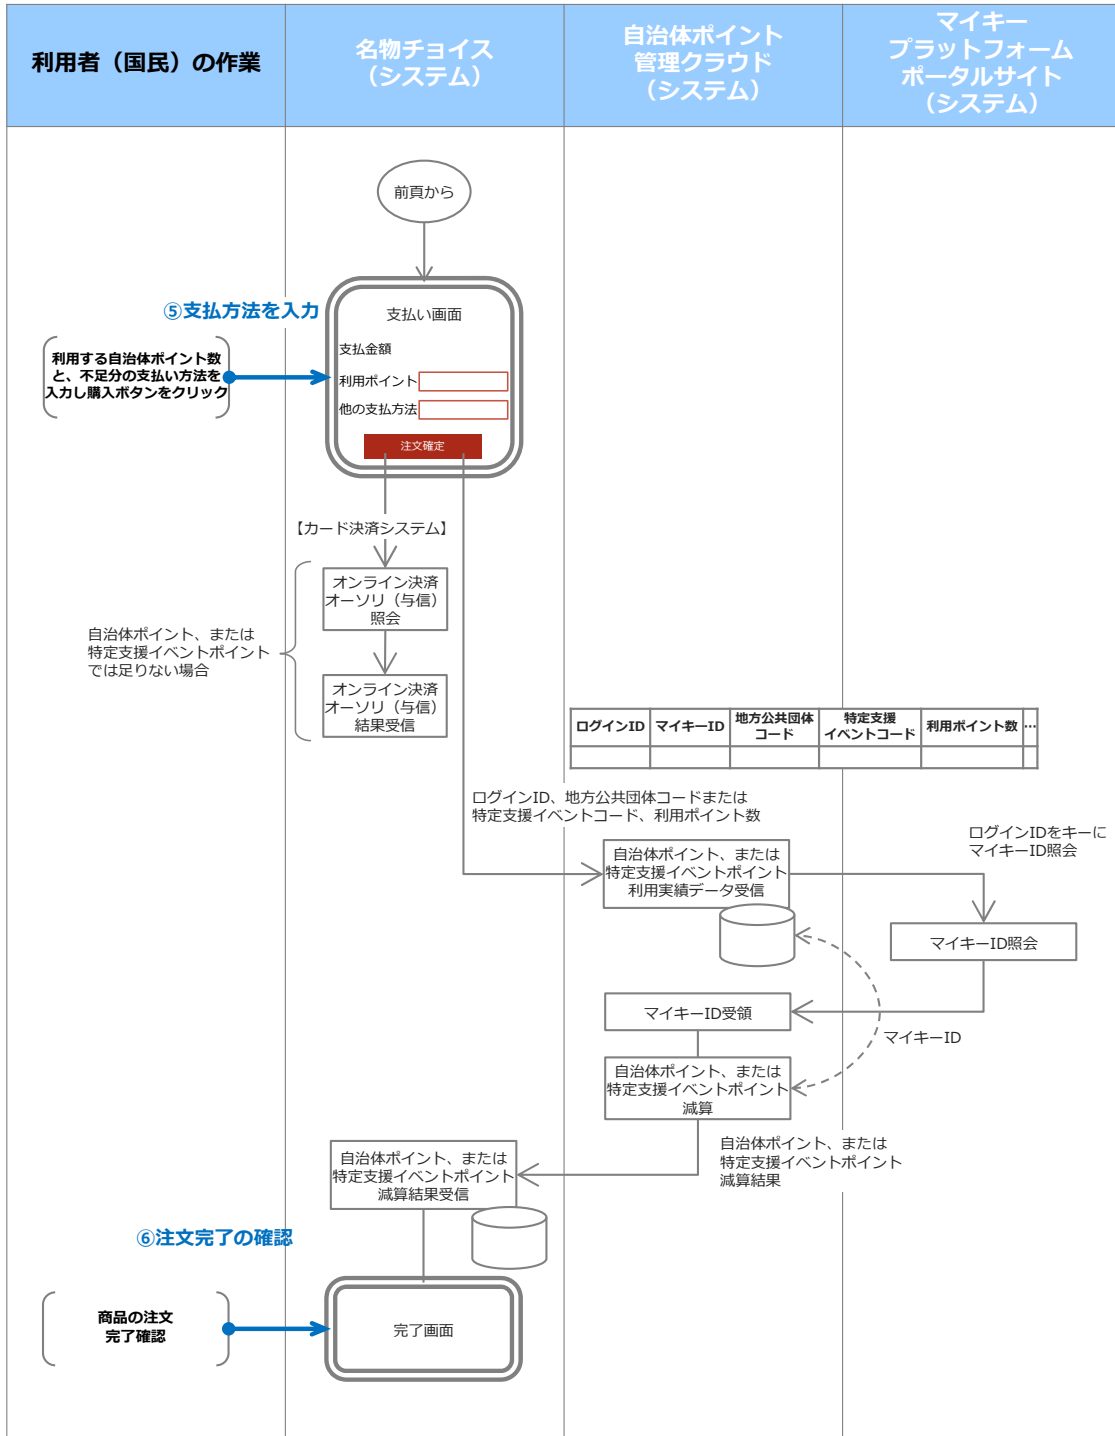 利用者（国民）の作業
名物チョイス
（システム）
自治体ポイント
管理クラウド
（システム）
マイキー
プラットフォーム
ポータルサイト
（システム）
前頁から
⑤支払方法を入力
支払い画面
利用する自治体ポイント数
と、不足分の支払い方法を
入力し購入ボタンをクリック
支払金額
利用ポイント
他の支払方法
注文確定
【カード決済システム】
オンライン決済
オーソリ（与信）
照会
自治体ポイント、または
特定支援イベントポイント
では足りない場合
オンライン決済
オーソリ（与信）
結果受信
ログインID
マイキーID
地方公共団体
コード
特定支援
イベントコード
利用ポイント数
…
ログインID、地方公共団体コードまたは
特定支援イベントコード、利用ポイント数
ログインIDをキーに
マイキーID照会
自治体ポイント、または
特定支援イベントポイント
利用実績データ受信
マイキーID照会
マイキーID受領
マイキーID
自治体ポイント、または
特定支援イベントポイント
減算
自治体ポイント、または
特定支援イベントポイント
減算結果
自治体ポイント、または
特定支援イベントポイント
減算結果受信
⑥注文完了の確認
商品の注文
完了確認
完了画面